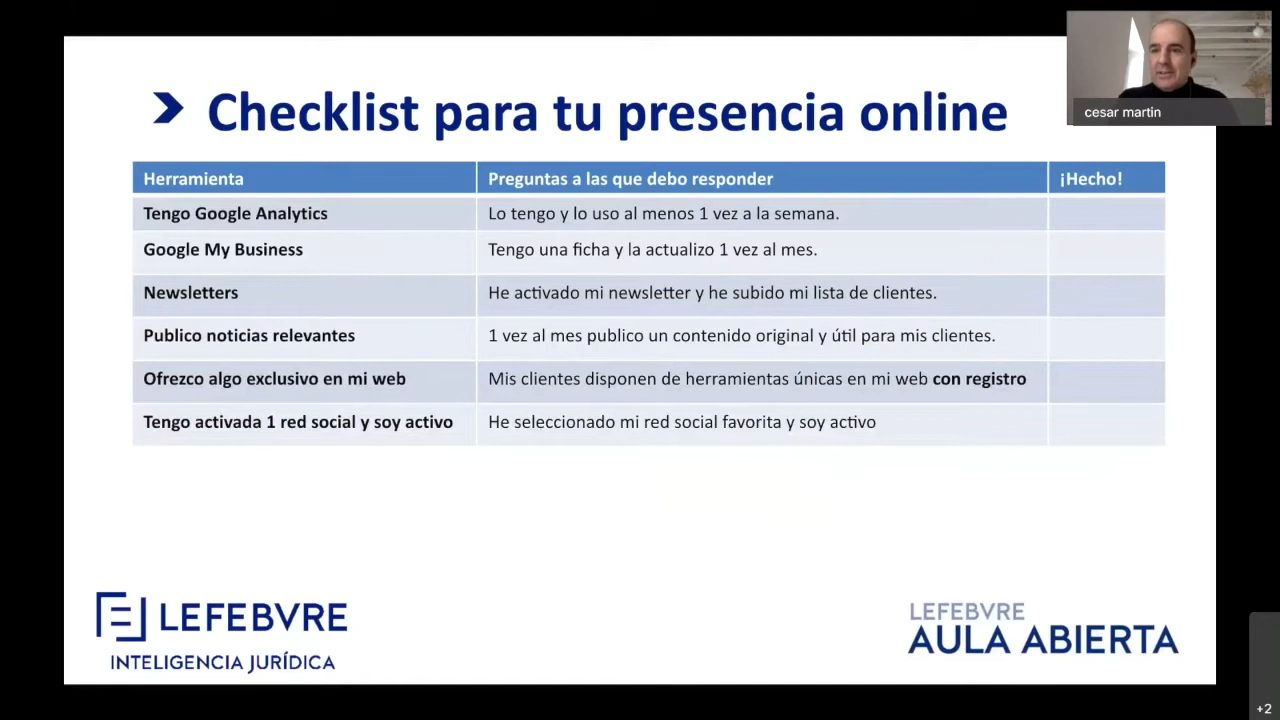 Checklist para tu presencia online
cesar martin
Herramienta Preguntas a las que debo responder ¡Hecho!
Tengo Google Analytics Lo tengo y lo uso al menos 1 vez a la semana.
Google My Business Tengo una ficha y la actualizo 1 vez al mes.
Newsletters He activado mi newsletter y he subido mi lista de clientes.
Publico noticias relevantes 1 vez al mes publico un contenido original y útil para mis clientes.
Ofrezco algo exclusivo en mi web Mis clientes disponen de herramientas únicas en mi web con registro
Tengo activada 1 red social y soy activo He seleccionado mi red social favorita y soy activo
LEFEBVRE
INTELIGENCIA JURÍDICA
LEFEBVRE
AULA ABIERTA
+2